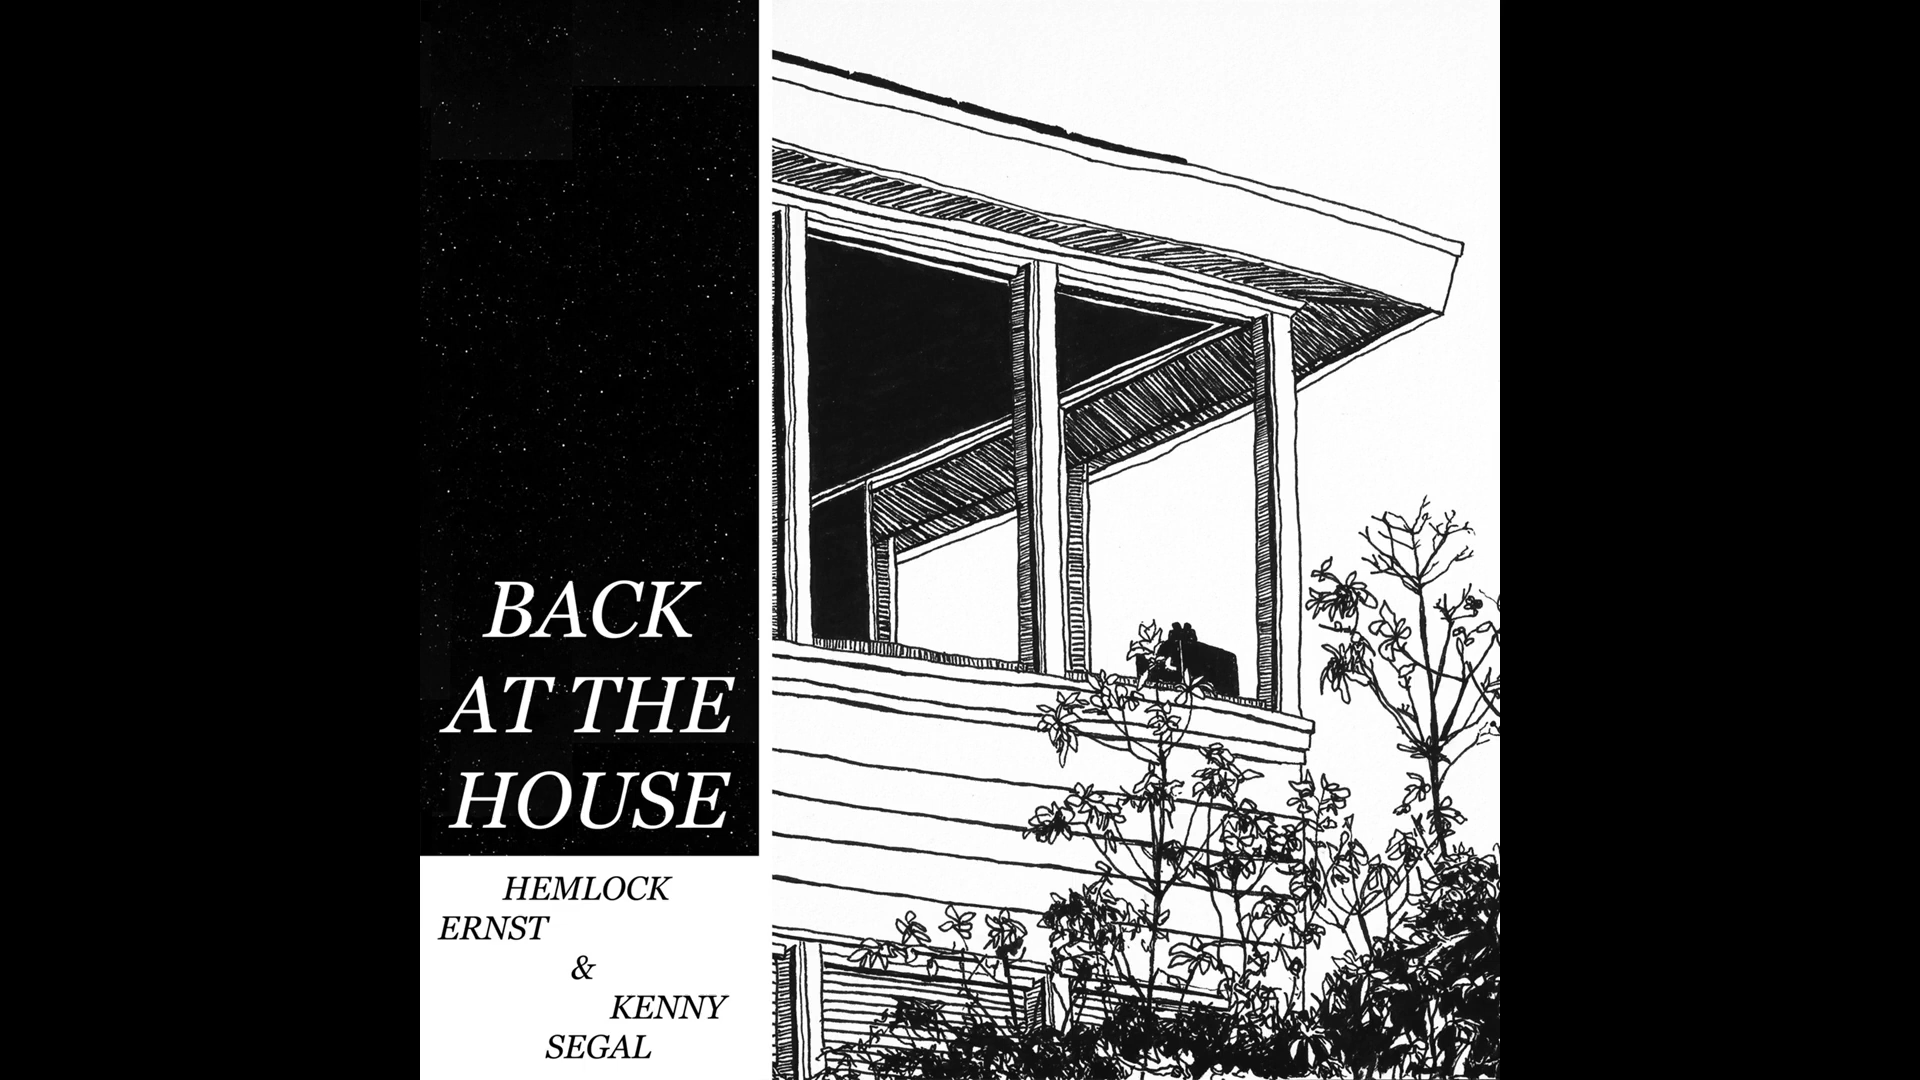 BACK
AT THE
HOUSE
HEMLOCK
ERNST
&
KENNY
SEGAL